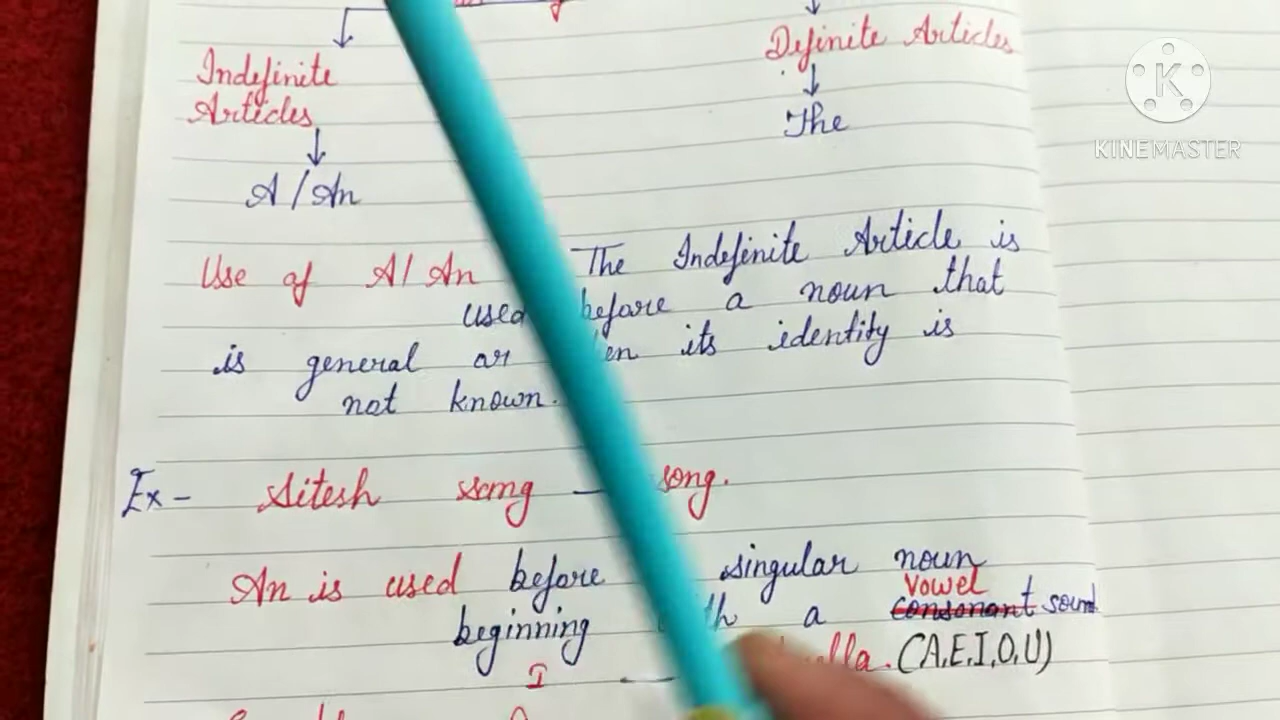 Indefinite Definite Articles
Articles
The
A / An
Use of A/ An The Indefinite Article is
used before a noun that
is general or its identity is
not known.
Ex- Sitesh song.
An is used before singular noun
vowel
beginning a consonant sound
(A, E, I, O, U)
I
KINEMASTER